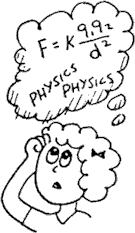 F = K q₁q₂/d²
PHYSICS
PHYSICS